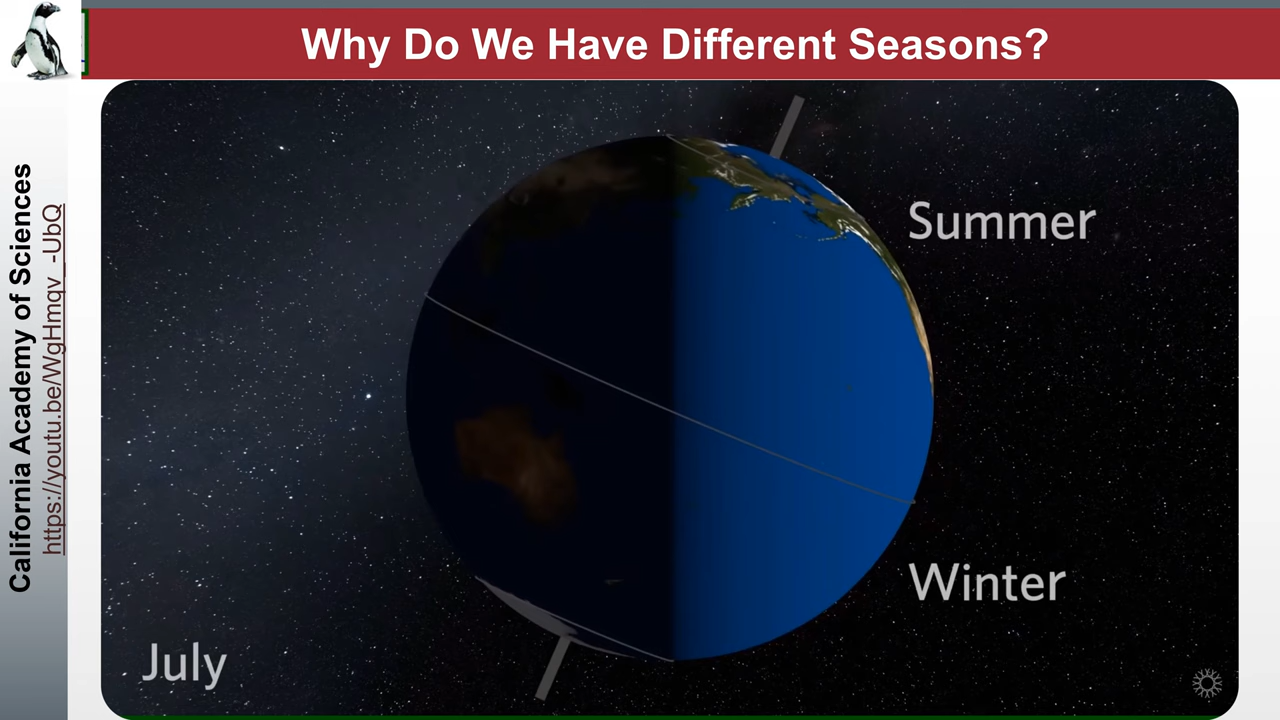 Why Do We Have Different Seasons?
California Academy of Sciences
https://youtu.be/WgHmqv_-UbQ
Summer
Winter
July